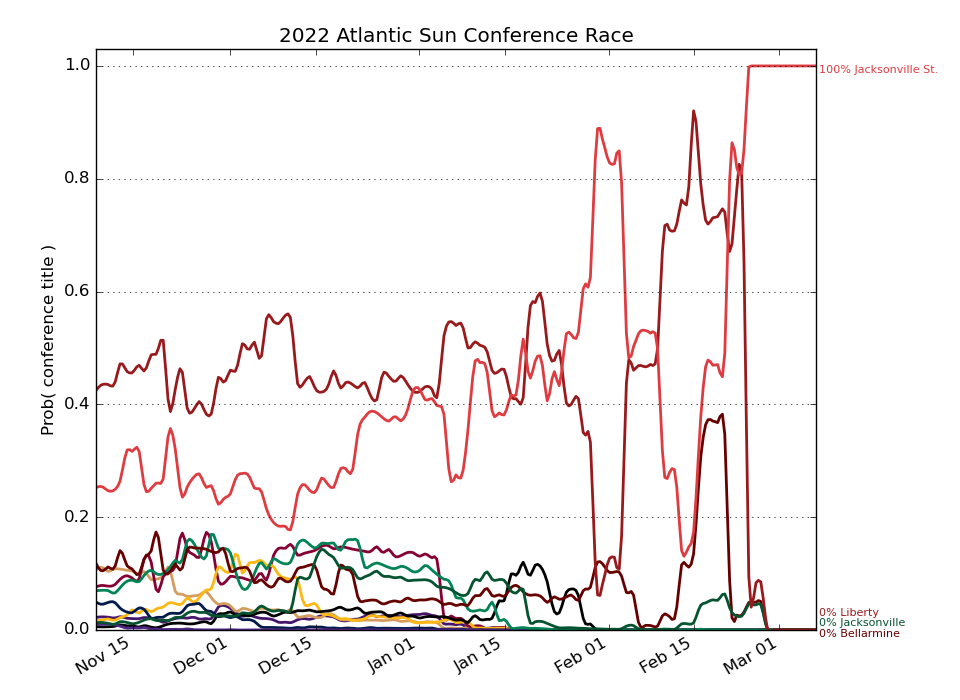 2022 Atlantic Sun Conference Race
1.0
0.8
0.6
0.4
0.2
0.0
Prob( conference title )
100% Jacksonville St.
0% Liberty
0% Jacksonville
0% Bellarmine
Nov 15
Dec 01
Dec 15
Jan 01
Jan 15
Feb 01
Feb 15
Mar 01